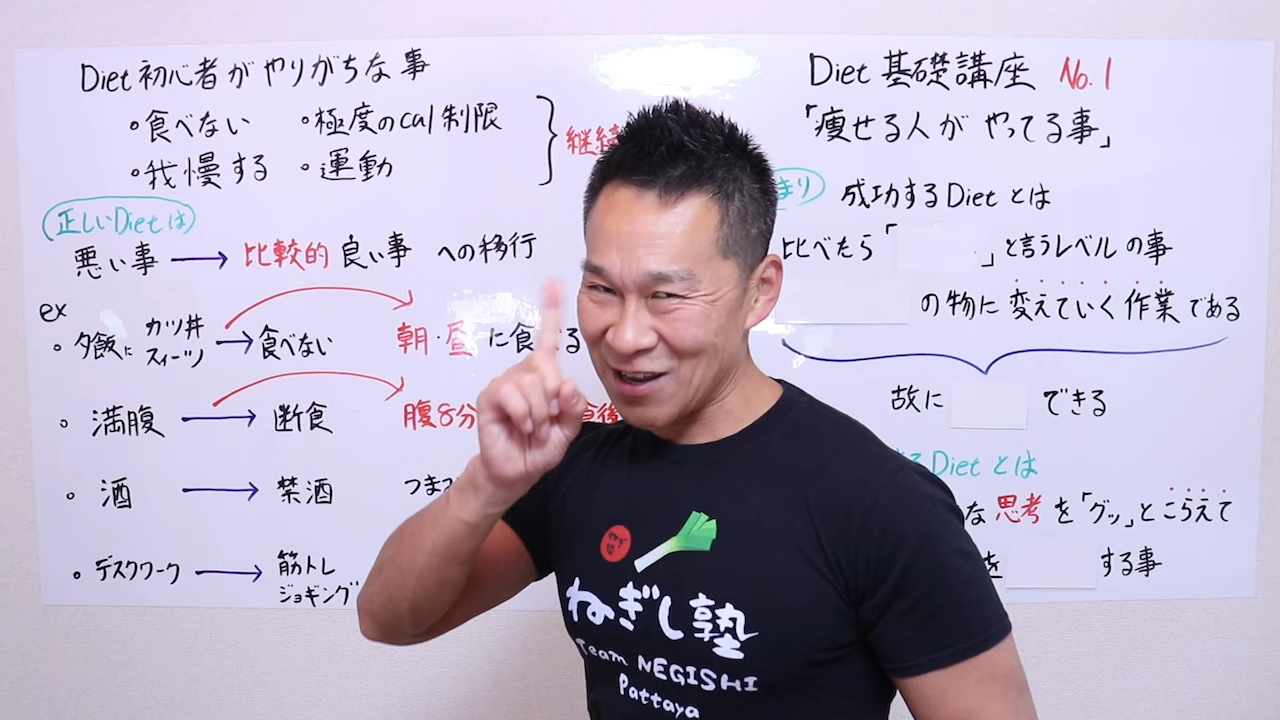 Diet 初心者がやりがちな事
・食べない ・極度のcal制限
・我慢する ・運動
継続
正しいDietは
悪い事 → 比較的 良い事 への移行
ex
・夕飯に カツ丼 スイーツ → 食べない 朝・昼 に食べる
・満腹 → 断食 腹8分 食後
・酒 → 禁酒 つま
・デスクワーク → 筋トレ ジョギング
Diet 基礎講座 No.1
「痩せる人が やってる事」
まり 成功するDietとは
比べたら「 」と言うレベルの事
の物に変えていく作業である
故に できる
るDietとは
な思考を「グッ」とこらえて
を する事
ねぎし塾
Team NEGISHI
Pattaya